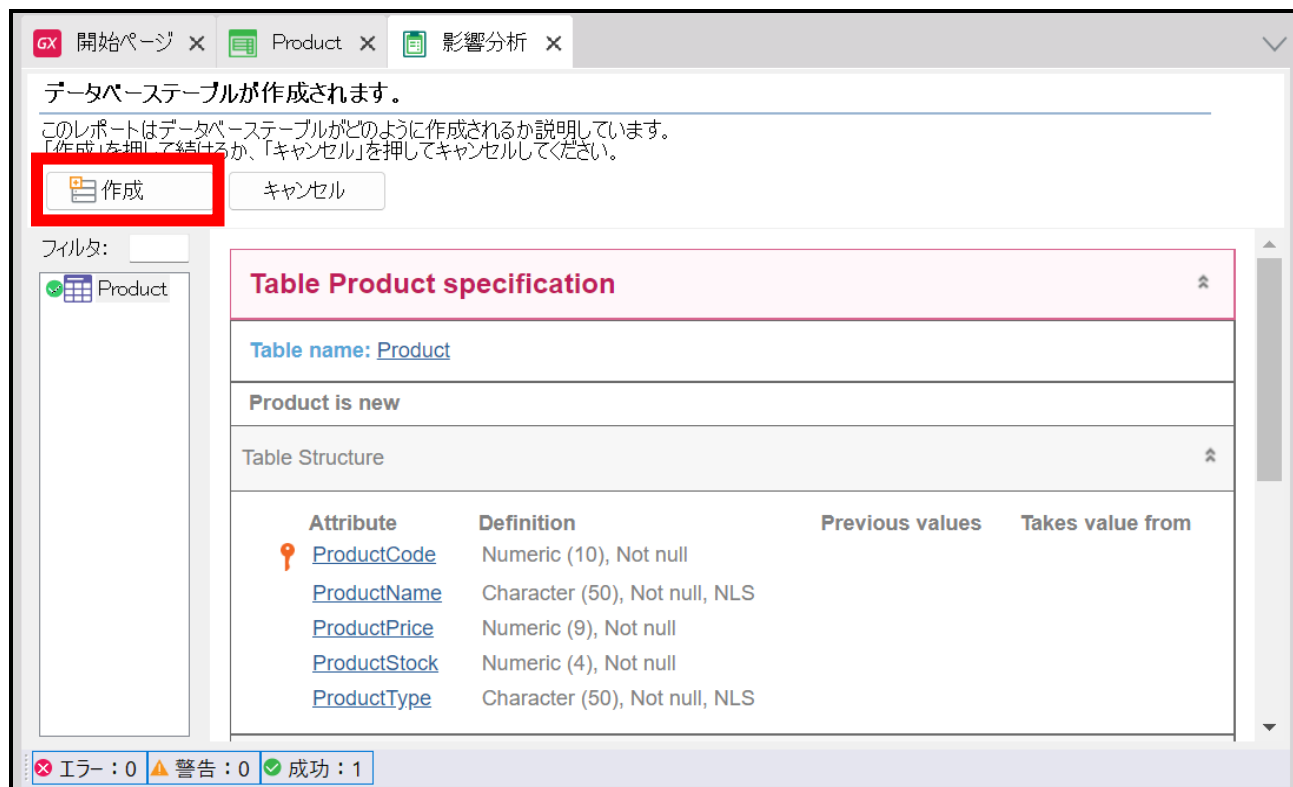 GX 開始ページ × Product × 影響分析 ×
データベーステーブルが作成されます。
このレポートはデータベーステーブルがどのように作成されるか説明しています。
「作成」を押して続けるか、「キャンセル」を押してキャンセルしてください。
作成 キャンセル
フィルタ:
Product
Table Product specification
Table name: Product
Product is new
Table Structure
Attribute Definition Previous values Takes value from
ProductCode Numeric (10), Not null
ProductName Character (50), Not null, NLS
ProductPrice Numeric (9), Not null
ProductStock Numeric (4), Not null
ProductType Character (50), Not null, NLS
エラー：0 警告：0 成功：1